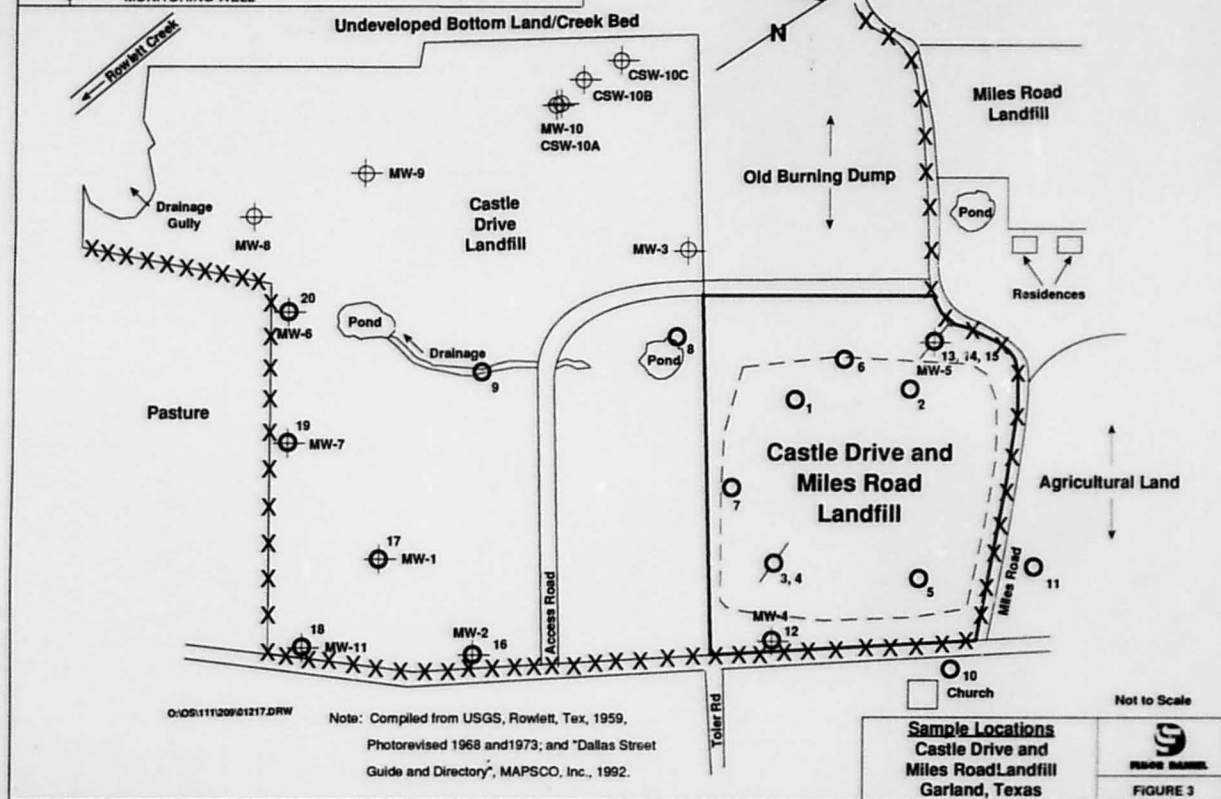 MONITORING WELL
Undeveloped Bottom Land/Creek Bed
Rowlett Creek
N
CSW-10C
CSW-10B
MW-10
CSW-10A
Miles Road
Landfill
Old Burning Dump
MW-9
Castle
Drive
Landfill
Drainage
Gully
MW-8
MW-3
Pond
Residences
20
MW-6
Pond
Drainage
9
8
Pond
13, 14, 15
MW-5
6
1
2
Pasture
19
MW-7
Castle Drive and
Miles Road
Landfill
Agricultural Land
7
17
MW-1
3, 4
5
11
Miles Road
Access Road
MW-4
12
18
MW-11
MW-2
16
10
Church
Toler Rd
Not to Scale
O:\OS\111\209\01217.DRW
Note: Compiled from USGS, Rowlett, Tex, 1959,
Photorevised 1968 and1973; and "Dallas Street
Guide and Directory", MAPSCO, Inc., 1992.
Sample Locations
Castle Drive and
Miles Road Landfill
Garland, Texas
FLUOR DANIEL
FIGURE 3